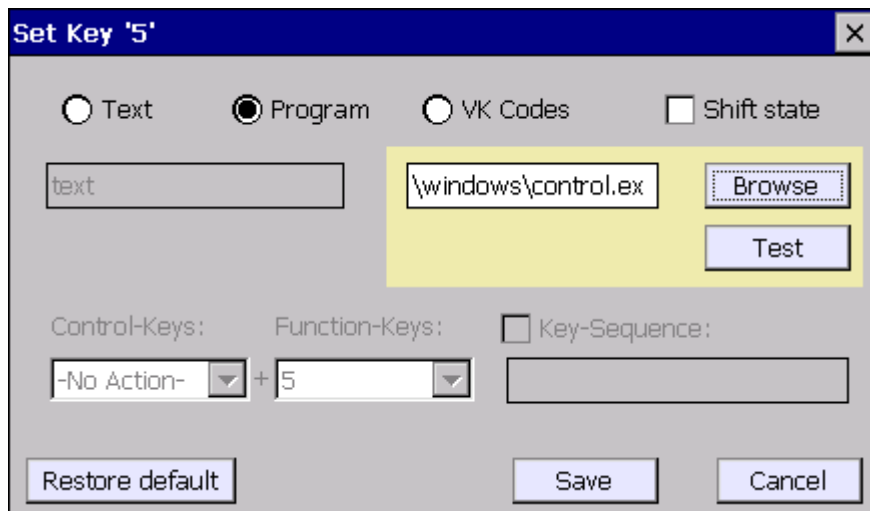 Set Key '5'
Text Program VK Codes Shift state
text \windows\control.ex Browse
Test
Control-Keys: Function-Keys: Key-Sequence:
-No Action- + 5
Restore default Save Cancel